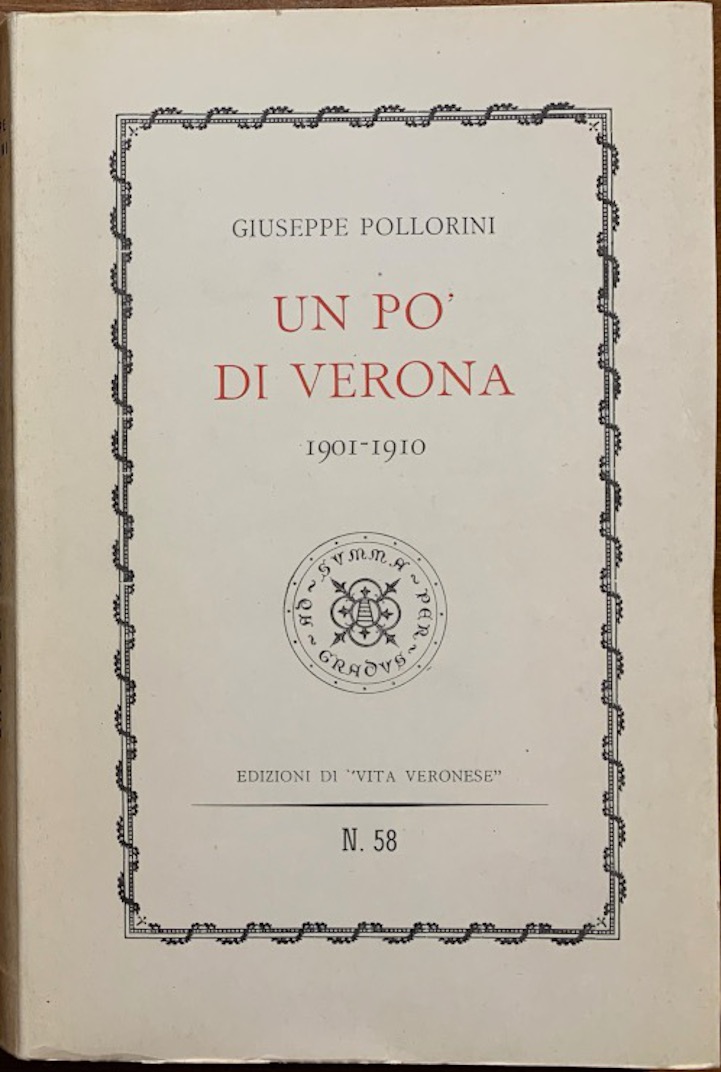 GIUSEPPE POLLORINI
UN PO'
DI VERONA
1901-1910
AD ~ SVMMA ~ PER ~ GRADVS ~
EDIZIONI DI "VITA VERONESE"
N. 58